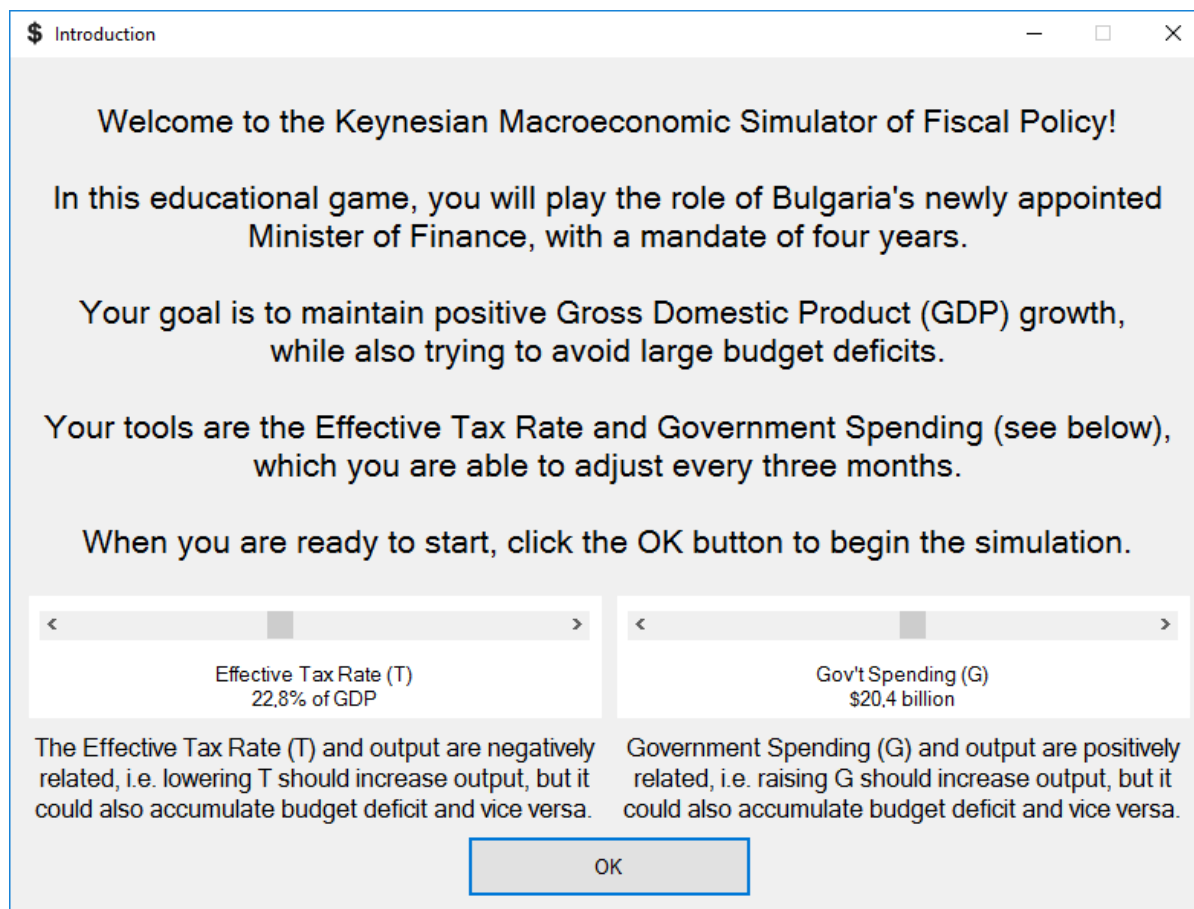 $ Introduction
Welcome to the Keynesian Macroeconomic Simulator of Fiscal Policy!
In this educational game, you will play the role of Bulgaria's newly appointed
Minister of Finance, with a mandate of four years.
Your goal is to maintain positive Gross Domestic Product (GDP) growth,
while also trying to avoid large budget deficits.
Your tools are the Effective Tax Rate and Government Spending (see below),
which you are able to adjust every three months.
When you are ready to start, click the OK button to begin the simulation.
Effective Tax Rate (T)
22,8% of GDP
Gov't Spending (G)
$20,4 billion
The Effective Tax Rate (T) and output are negatively
related, i.e. lowering T should increase output, but it
could also accumulate budget deficit and vice versa.
Government Spending (G) and output are positively
related, i.e. raising G should increase output, but it
could also accumulate budget deficit and vice versa.
OK